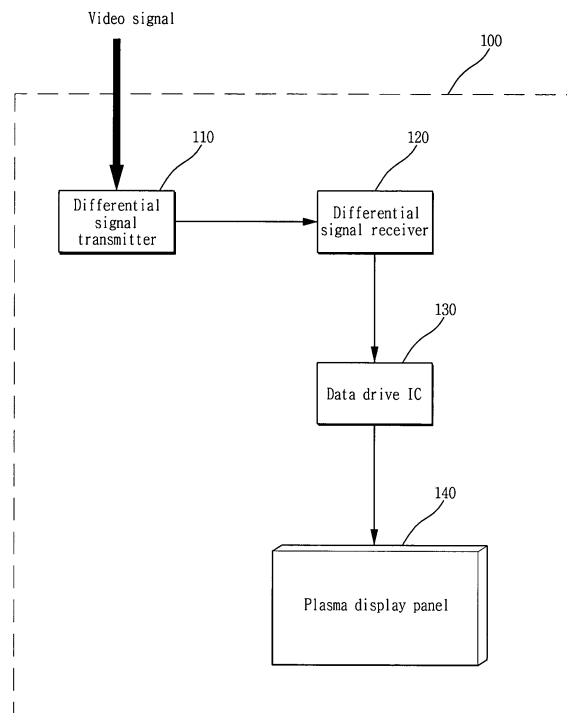 Video signal
100
110
120
Differential
signal
transmitter
Differential
signal receiver
130
Data drive IC
140
Plasma display panel